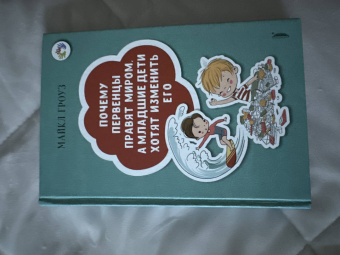 МАЙКЛ ГРОУЗ
ПОЧЕМУ
ПЕРВЕНЦЫ
ПРАВЯТ МИРОМ,
А МЛАДШИЕ ДЕТИ
ХОТЯТ ИЗМЕНИТЬ
ЕГО